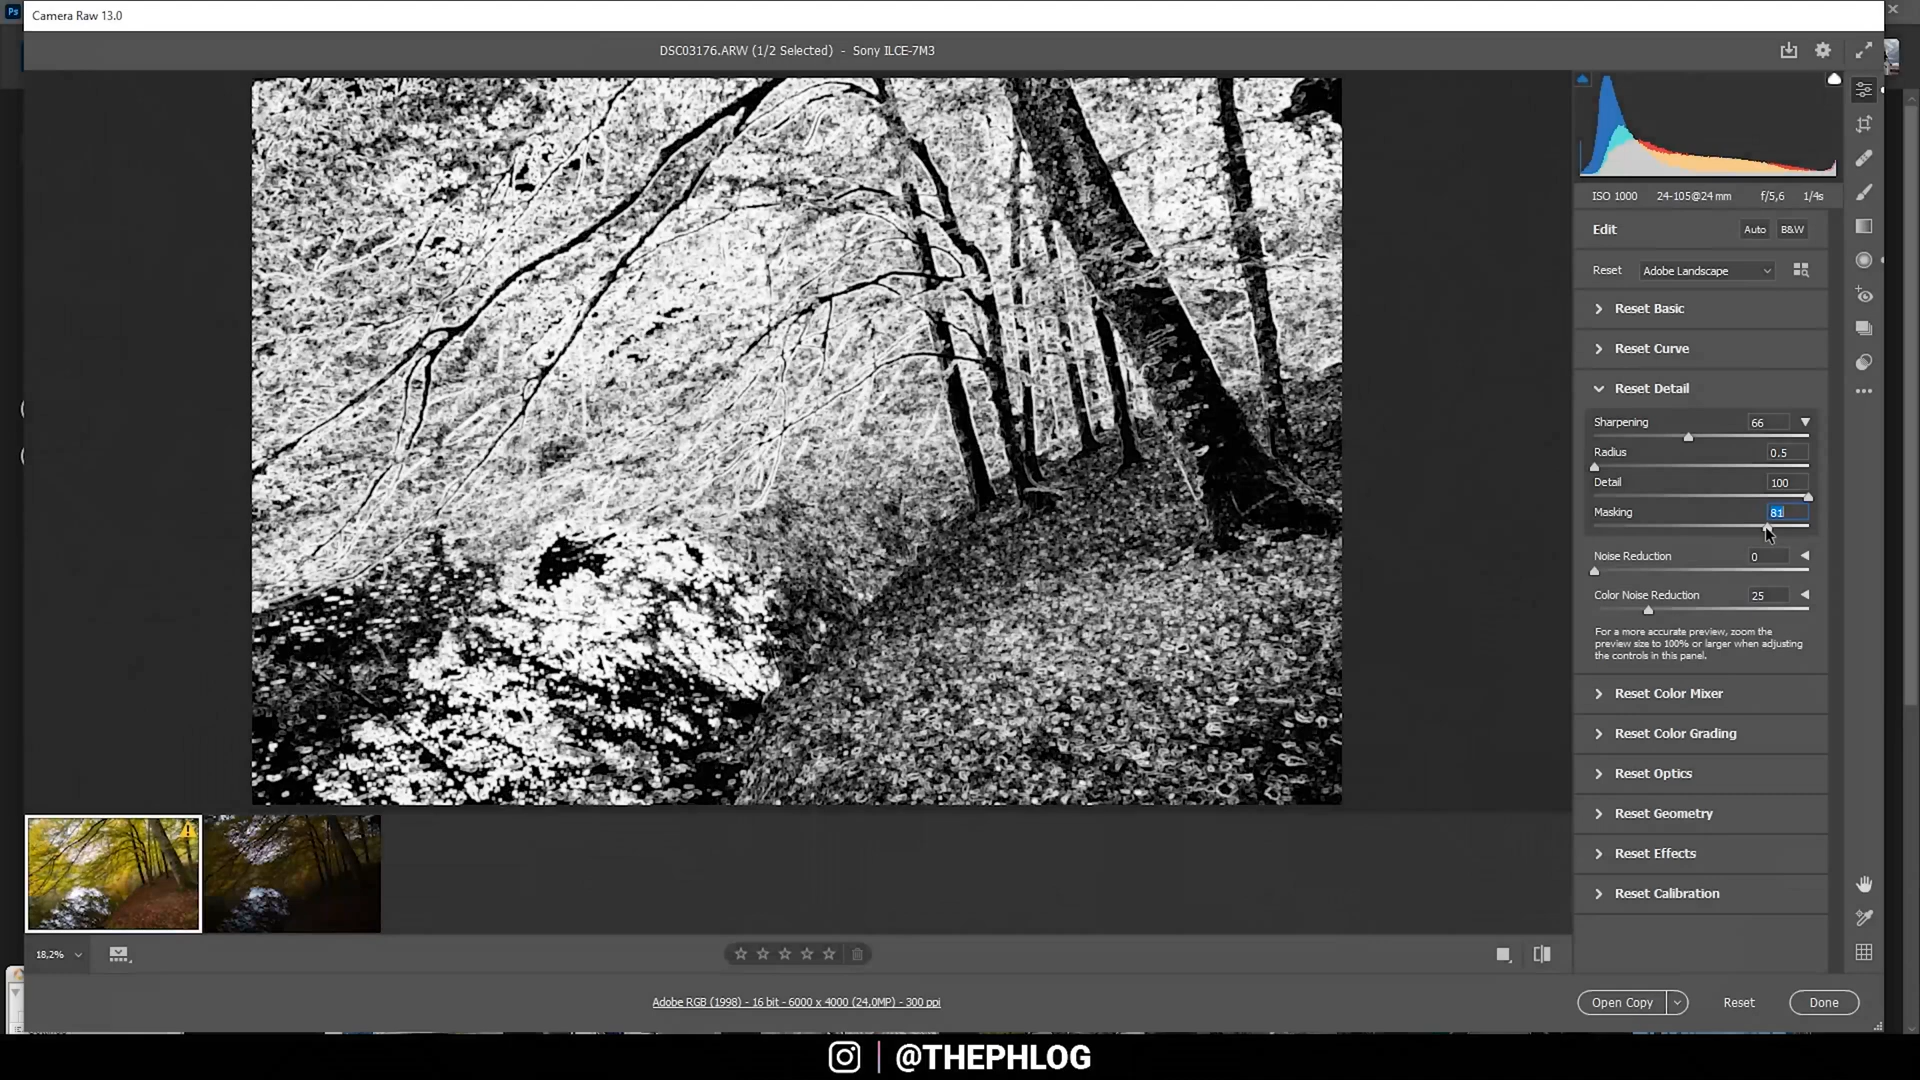 Ps
Camera Raw 13.0
DSC03176.ARW (1/2 Selected) - Sony ILCE-7M3
ISO 1000 24-105@24 mm f/5,6 1/4s
Edit Auto B&W
Reset Adobe Landscape
Reset Basic
Reset Curve
Reset Detail
Sharpening 66
Radius 0.5
Detail 100
Masking 81
Noise Reduction 0
Color Noise Reduction 25
For a more accurate preview, zoom the
preview size to 100% or larger when adjusting
the controls in this panel.
Reset Color Mixer
Reset Color Grading
Reset Optics
Reset Geometry
Reset Effects
Reset Calibration
18,2%
Adobe RGB (1998) - 16 bit - 6000 x 4000 (24,0MP) - 300 ppi
Open Copy Reset Done
@THEPHLOG